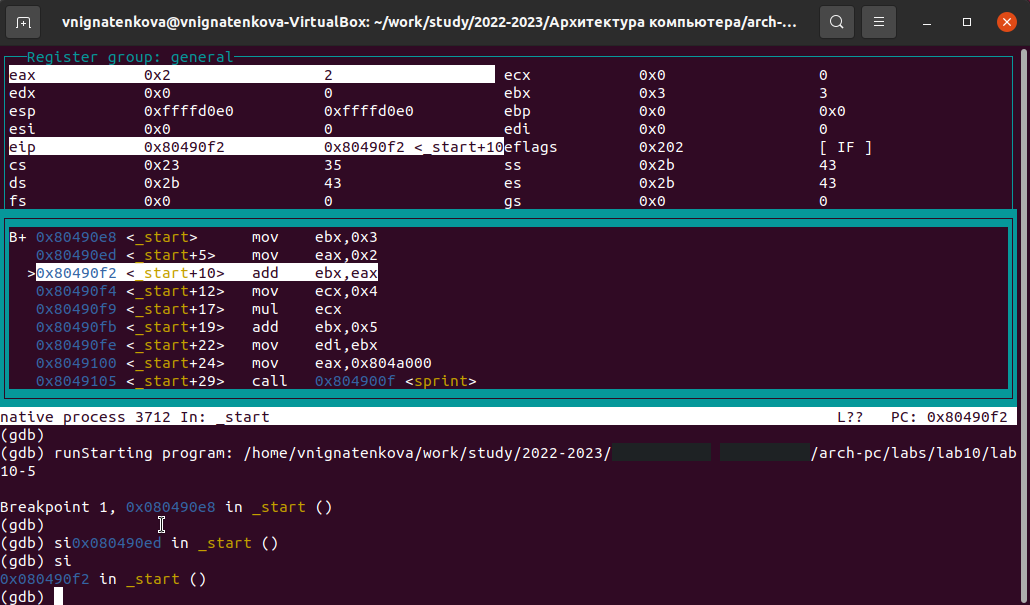 vnignatenkova@vnignatenkova-VirtualBox: ~/work/study/2022-2023/Архитектура компьютера/arch-...
Register group: general
eax 0x2 2 ecx 0x0 0
edx 0x0 0 ebx 0x3 3
esp 0xffffd0e0 0xffffd0e0 ebp 0x0 0x0
esi 0x0 0 edi 0x0 0
eip 0x80490f2 0x80490f2 <_start+10 eflags 0x202 [ IF ]
cs 0x23 35 ss 0x2b 43
ds 0x2b 43 es 0x2b 43
fs 0x0 0 gs 0x0 0
B+ 0x80490e8 <_start> mov ebx,0x3
0x80490ed <_start+5> mov eax,0x2
>0x80490f2 <_start+10> add ebx,eax
0x80490f4 <_start+12> mov ecx,0x4
0x80490f9 <_start+17> mul ecx
0x80490fb <_start+19> add ebx,0x5
0x80490fe <_start+22> mov edi,ebx
0x8049100 <_start+24> mov eax,0x804a000
0x8049105 <_start+29> call 0x804900f <sprint>
native process 3712 In: _start L?? PC: 0x80490f2
(gdb)
(gdb) runStarting program: /home/vnignatenkova/work/study/2022-2023/ /arch-pc/labs/lab10/lab
10-5
Breakpoint 1, 0x080490e8 in _start ()
(gdb)
(gdb) si0x080490ed in _start ()
(gdb) si
0x080490f2 in _start ()
(gdb)